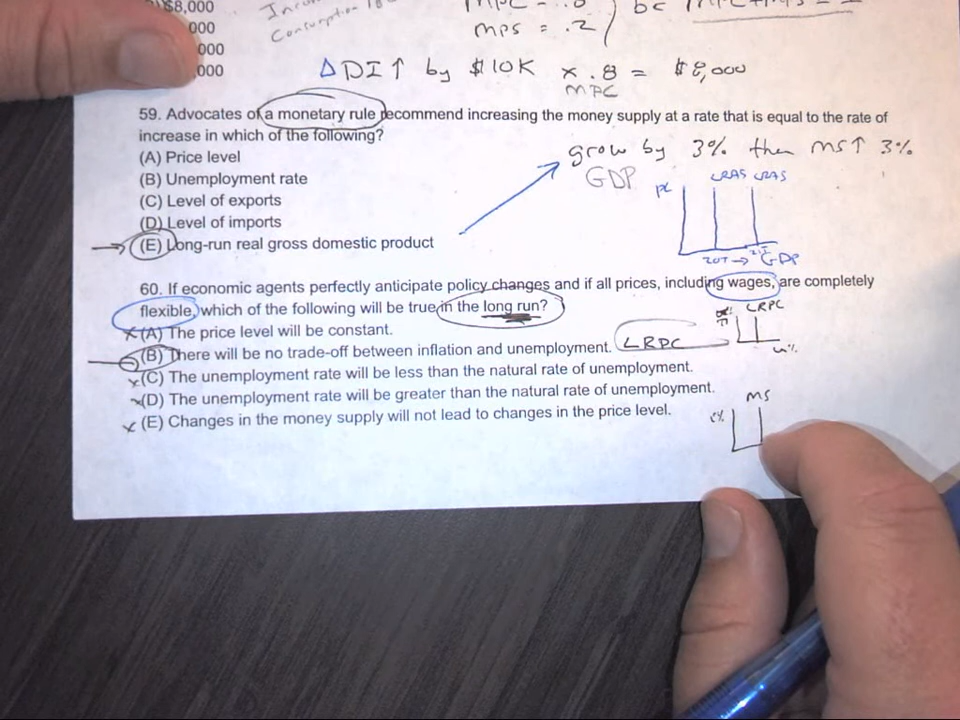 $8,000
000
000
,000
MPC = .8
mps = .2
bc
Δ DI ↑ by $10K x .8 = $8,000
MPC
59. Advocates of a monetary rule recommend increasing the money supply at a rate that is equal to the rate of
increase in which of the following?
(A) Price level
(B) Unemployment rate
(C) Level of exports
(D) Level of imports
(E) Long-run real gross domestic product
grow by 3% then MS↑ 3%
GDP
PL
LRAS LRAS
GDP
60. If economic agents perfectly anticipate policy changes and if all prices, including wages, are completely
flexible, which of the following will be true in the long run?
(A) The price level will be constant.
(B) There will be no trade-off between inflation and unemployment.
(C) The unemployment rate will be less than the natural rate of unemployment.
(D) The unemployment rate will be greater than the natural rate of unemployment.
(E) Changes in the money supply will not lead to changes in the price level.
LRPC
LRPC
u%
MS